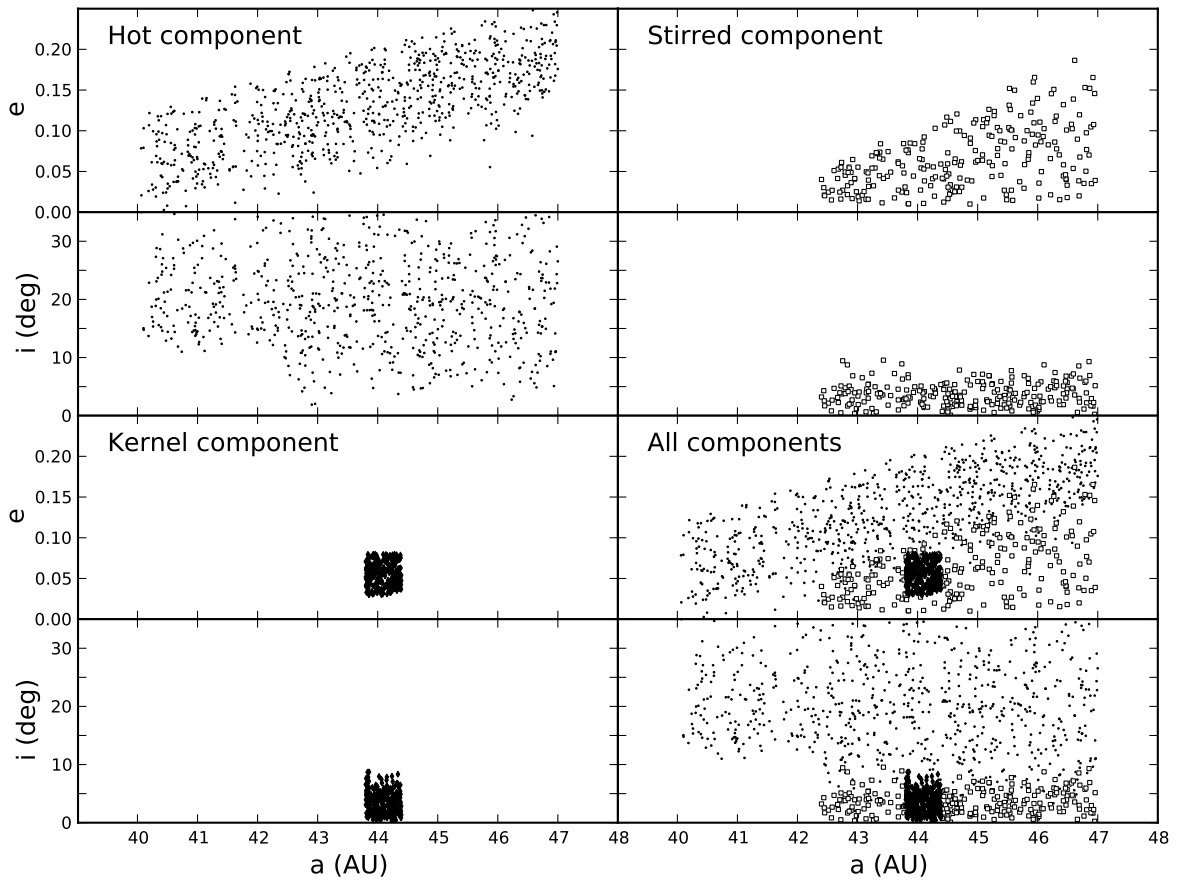 Hot component
Stirred component
0.20
0.15
e
0.10
0.05
0.00
30
i (deg)
20
10
0
Kernel component
All components
0.20
0.15
e
0.10
0.05
0.00
30
i (deg)
20
10
0
40 41 42 43 44 45 46 47 48 40 41 42 43 44 45 46 47 48
a (AU) a (AU)